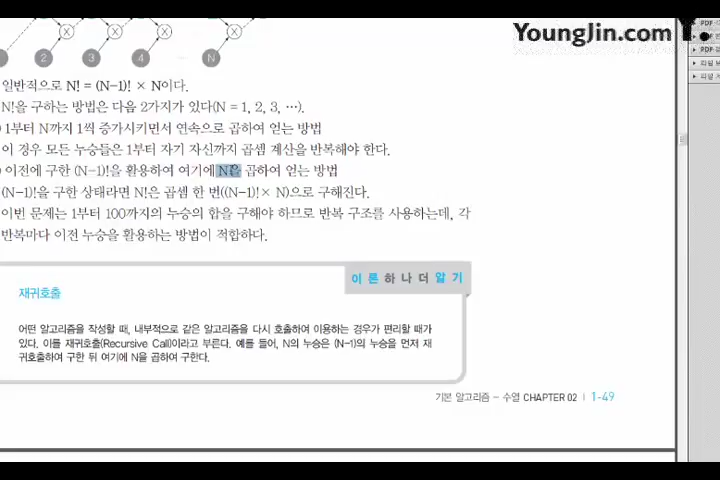 YoungJin.com Y
2 3 4 N
일반적으로 N! = (N-1)! × N이다.
N!을 구하는 방법은 다음 2가지가 있다(N = 1, 2, 3, …).
1부터 N까지 1씩 증가시키면서 연속으로 곱하여 얻는 방법
이 경우 모든 누승들은 1부터 자기 자신까지 곱셈 계산을 반복해야 한다.
이전에 구한 (N-1)!을 활용하여 여기에 N을 곱하여 얻는 방법
(N-1)!을 구한 상태라면 N!은 곱셈 한 번((N-1)! × N)으로 구해진다.
이번 문제는 1부터 100까지의 누승의 합을 구해야 하므로 반복 구조를 사용하는데, 각
반복마다 이전 누승을 활용하는 방법이 적합하다.
이론 하나 더 알기
재귀호출
어떤 알고리즘을 작성할 때, 내부적으로 같은 알고리즘을 다시 호출하여 이용하는 경우가 편리할 때가
있다. 이를 재귀호출(Recursive Call)이라고 부른다. 예를 들어, N의 누승은 (N-1)의 누승을 먼저 재
귀호출하여 구한 뒤 여기에 N을 곱하여 구한다.
기본 알고리즘 - 수열 CHAPTER 02 | 1-49